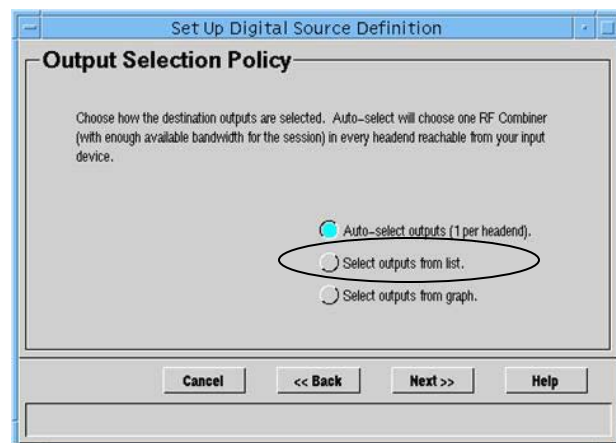 Set Up Digital Source Definition
Output Selection Policy
Choose how the destination outputs are selected. Auto-select will choose one RF Combiner
(with enough available bandwidth for the session) in every headend reachable from your input
device.
Auto-select outputs (1 per headend).
Select outputs from list.
Select outputs from graph.
Cancel
<< Back
Next >>
Help